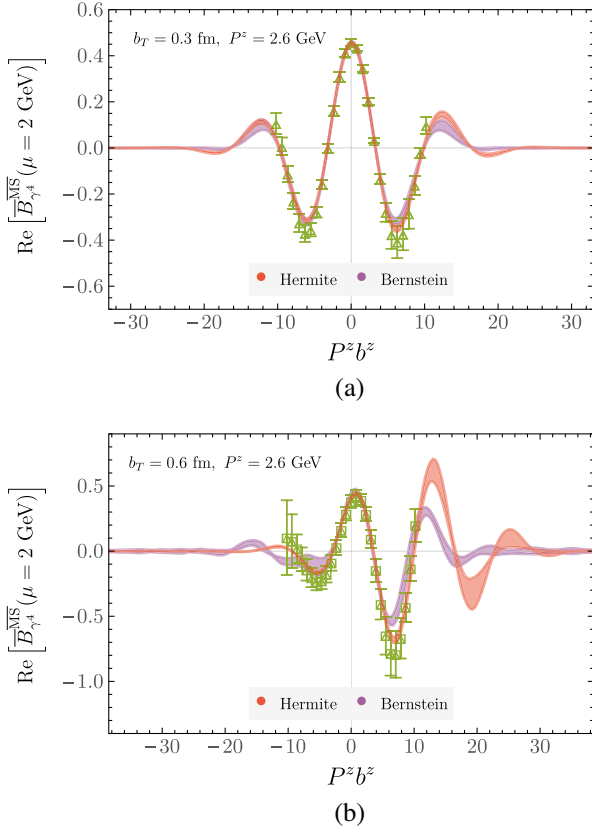 0.6
b_T = 0.3 fm, P^z = 2.6 GeV
0.4
0.2
0.0
−0.2
−0.4
−0.6
Re [B̅^{M̅S̅}_{γ^4}(μ = 2 GeV)]
Hermite Bernstein
−30 −20 −10 0 10 20 30
P^z b^z
(a)
b_T = 0.6 fm, P^z = 2.6 GeV
0.5
0.0
−0.5
−1.0
Re [B̅^{M̅S̅}_{γ^4}(μ = 2 GeV)]
Hermite Bernstein
−30 −20 −10 0 10 20 30
P^z b^z
(b)